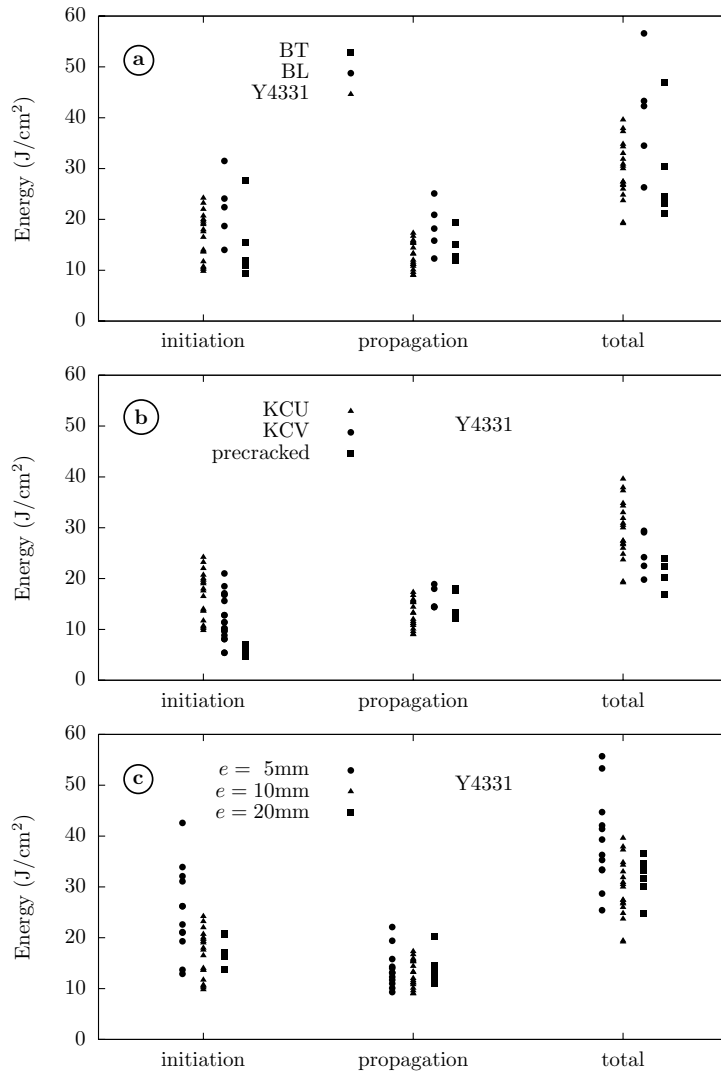 60
50
40
30
20
10
0
Energy (J/cm²)
a
BT
BL
Y4331
initiation propagation total
60
50
40
30
20
10
0
Energy (J/cm²)
b
KCU
KCV
precracked
Y4331
initiation propagation total
60
50
40
30
20
10
0
Energy (J/cm²)
c
e = 5mm
e = 10mm
e = 20mm
Y4331
initiation propagation total